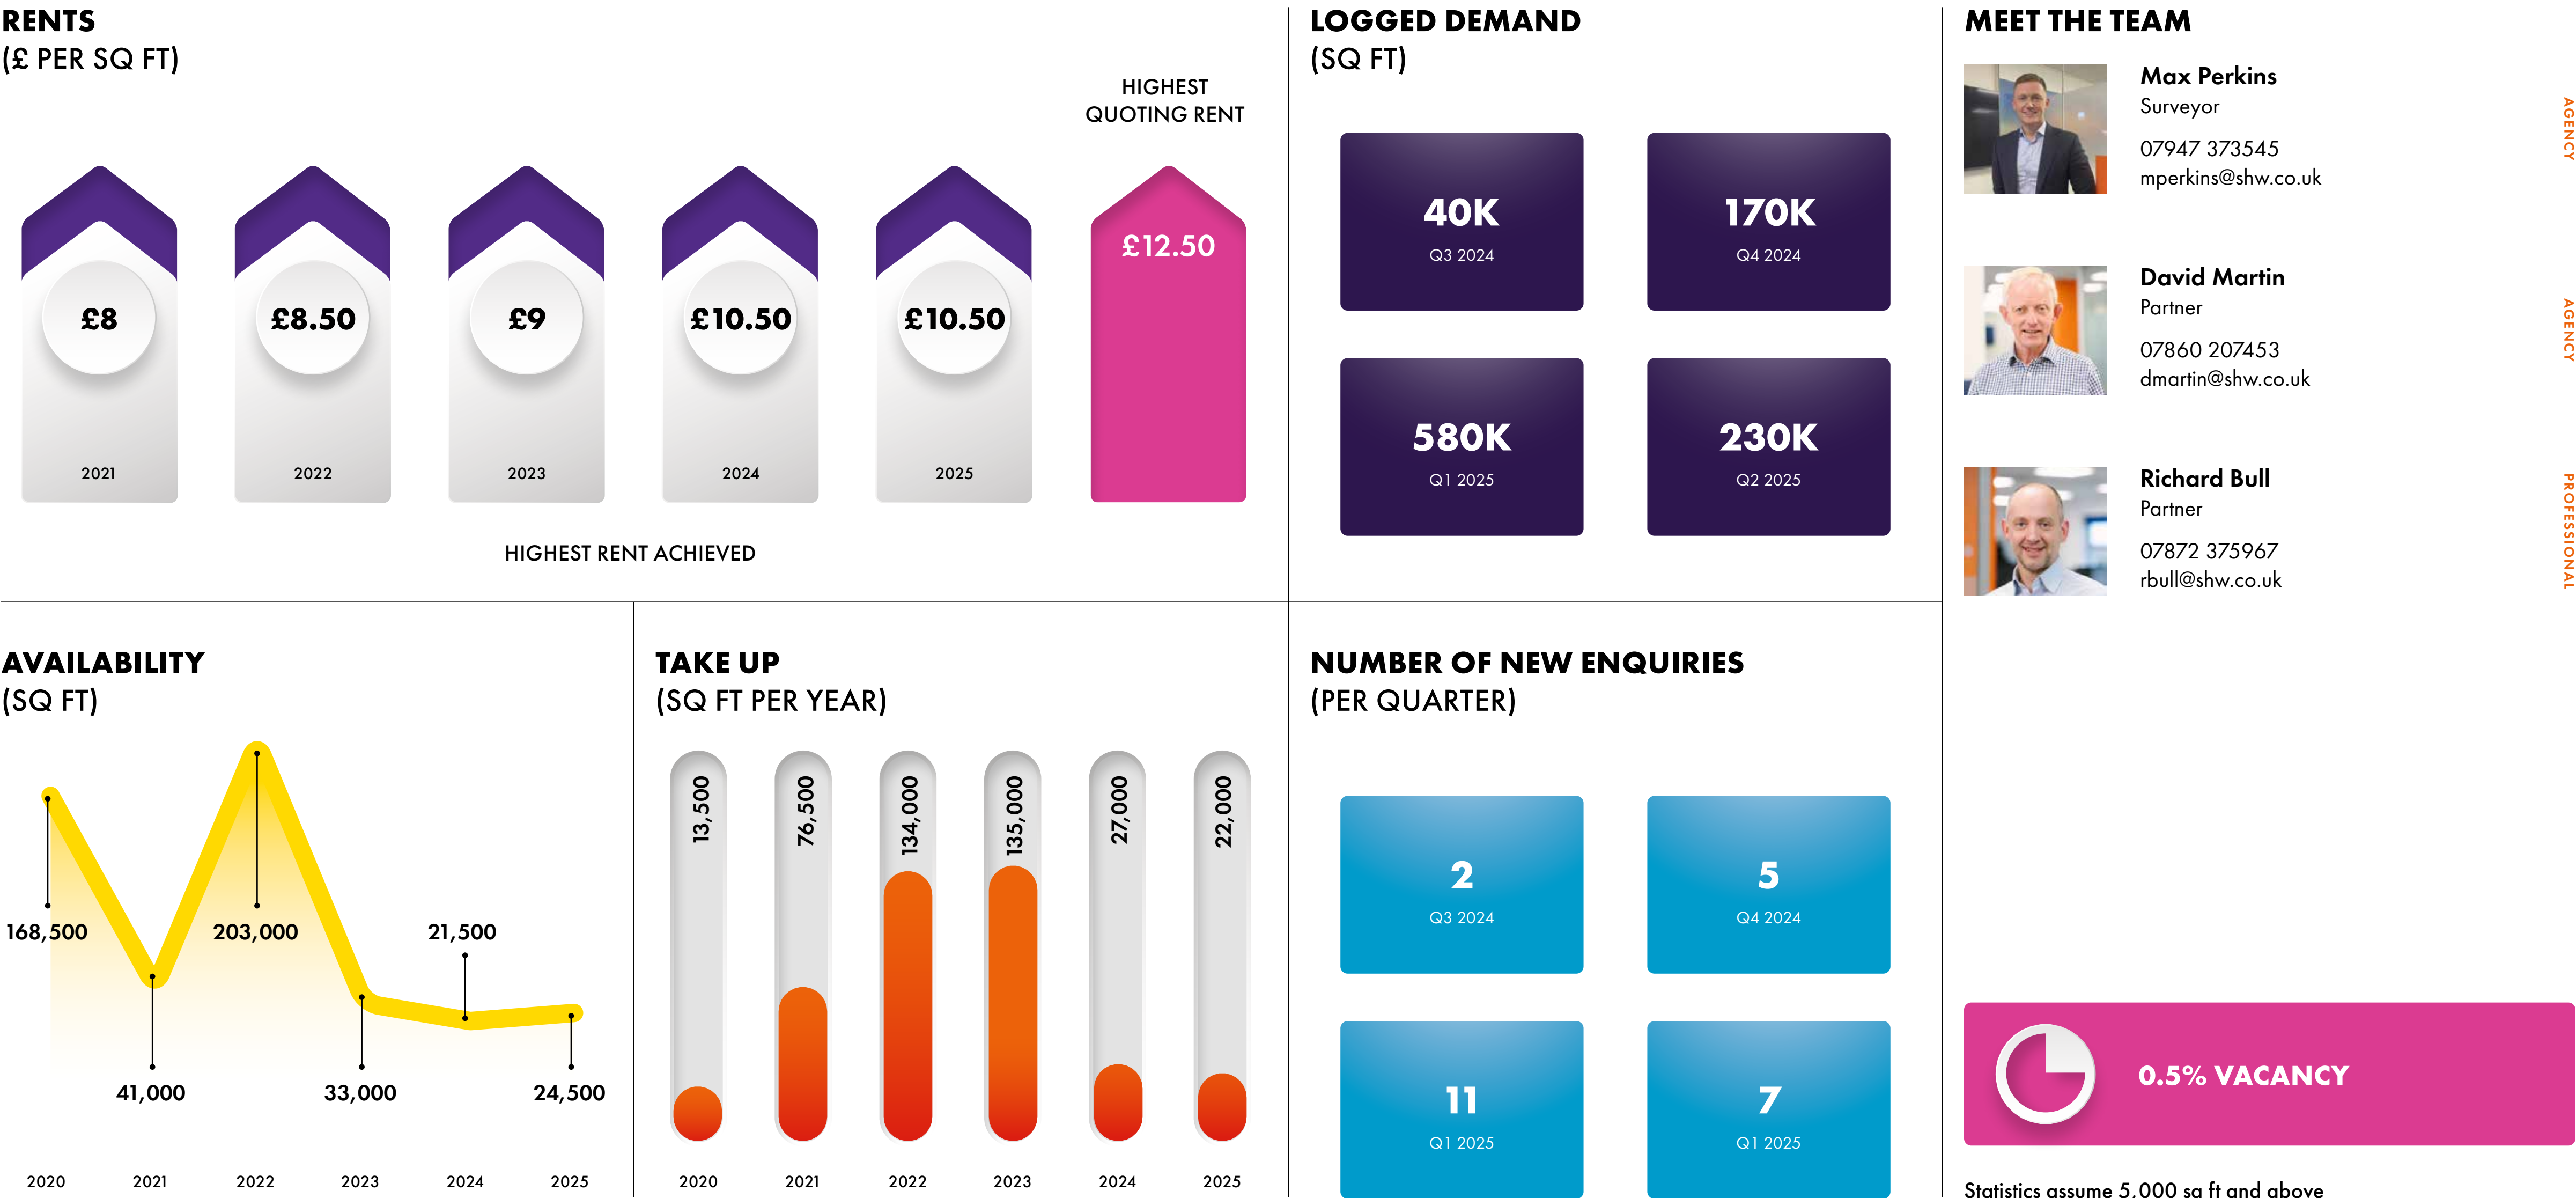 RENTS
(£ PER SQ FT)
HIGHEST
QUOTING RENT
£8
£8.50
£9
£10.50
£10.50
£12.50
2021
2022
2023
2024
2025
HIGHEST RENT ACHIEVED
LOGGED DEMAND
(SQ FT)
40K
Q3 2024
170K
Q4 2024
580K
Q1 2025
230K
Q2 2025
MEET THE TEAM
Max Perkins
Surveyor
07947 373545
mperkins@shw.co.uk
AGENCY
David Martin
Partner
07860 207453
dmartin@shw.co.uk
AGENCY
Richard Bull
Partner
07872 375967
rbull@shw.co.uk
PROFESSIONAL
AVAILABILITY
(SQ FT)
168,500
41,000
203,000
33,000
21,500
24,500
2020
2021
2022
2023
2024
2025
TAKE UP
(SQ FT PER YEAR)
13,500
76,500
134,000
135,000
27,000
22,000
2020
2021
2022
2023
2024
2025
NUMBER OF NEW ENQUIRIES
(PER QUARTER)
2
Q3 2024
5
Q4 2024
11
Q1 2025
7
Q1 2025
0.5% VACANCY
Statistics assume 5,000 sq ft and above